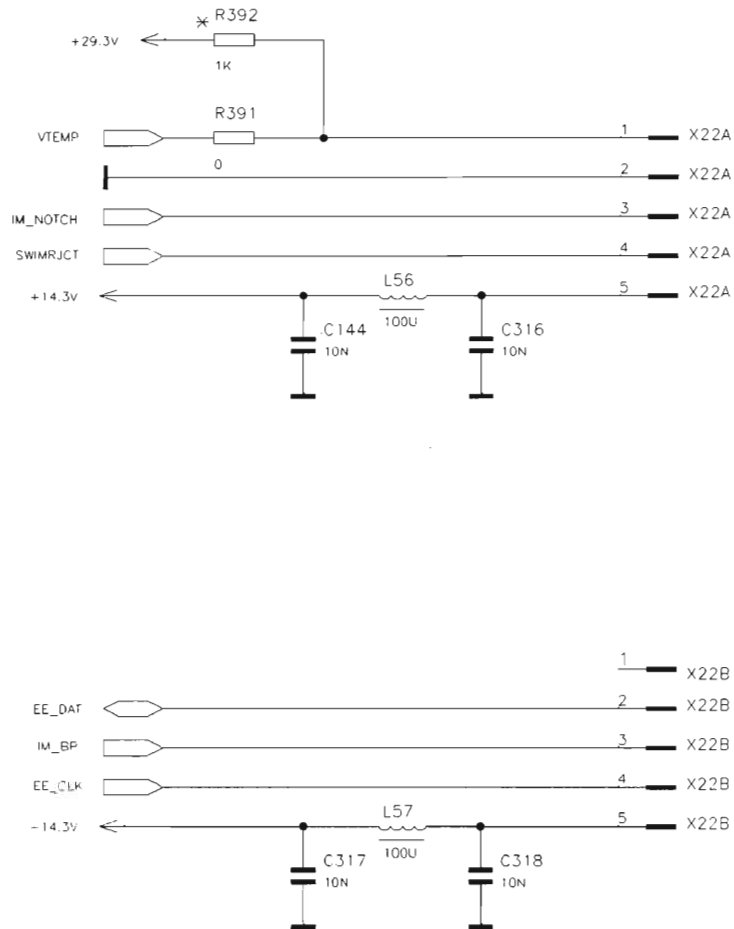 * R392
+29.3V
1K
R391
VTEMP
0
1 X22A
2 X22A
IM_NOTCH 3 X22A
SWIMRJCT 4 X22A
+14.3V L56 5 X22A
100U
C144
10N
C316
10N
1 X22B
EE_DAT 2 X22B
IM_BP 3 X22B
EE_CLK 4 X22B
-14.3V L57 5 X22B
100U
C317
10N
C318
10N